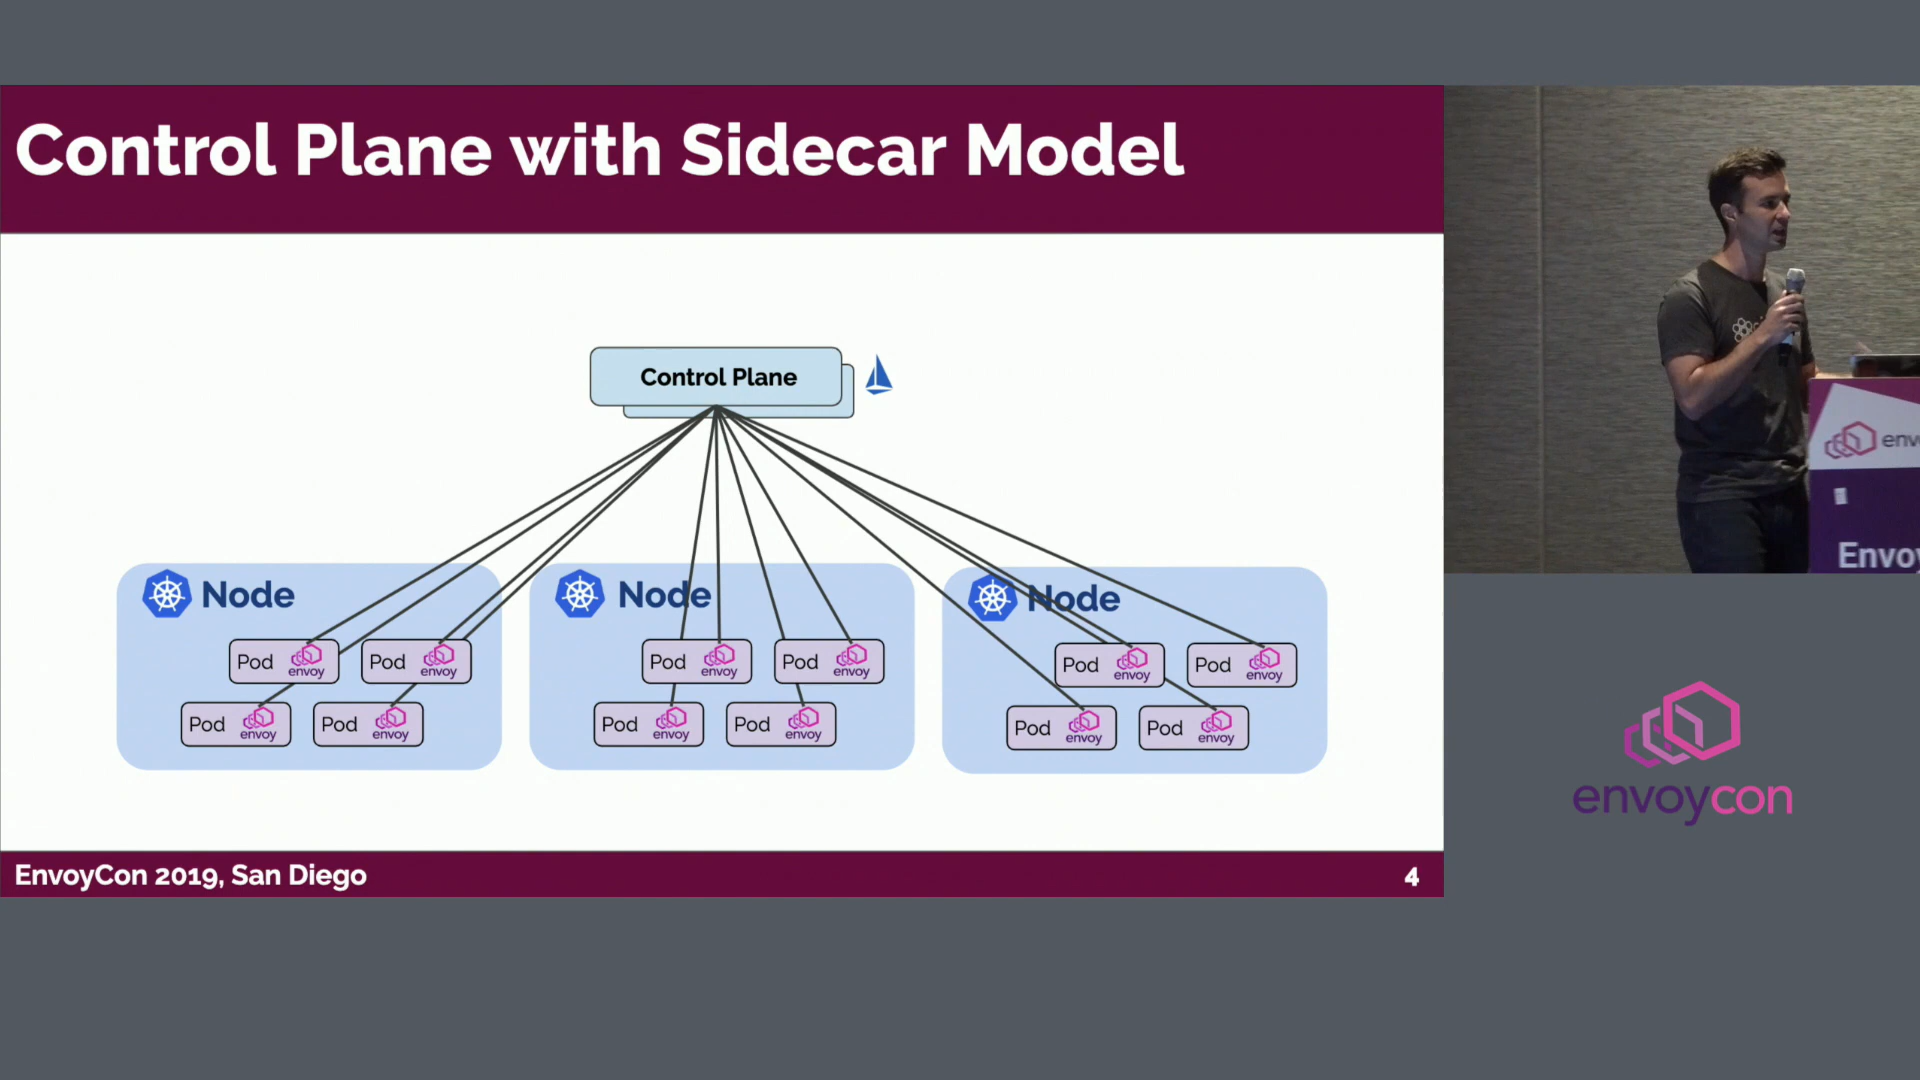 Control Plane with Sidecar Model
Control Plane
Node
Node
Node
Pod envoy
Pod envoy
Pod envoy
Pod envoy
Pod envoy
Pod envoy
Pod envoy
Pod envoy
Pod envoy
Pod envoy
Pod envoy
Pod envoy
EnvoyCon 2019, San Diego
4
env
Envoy
envoycon